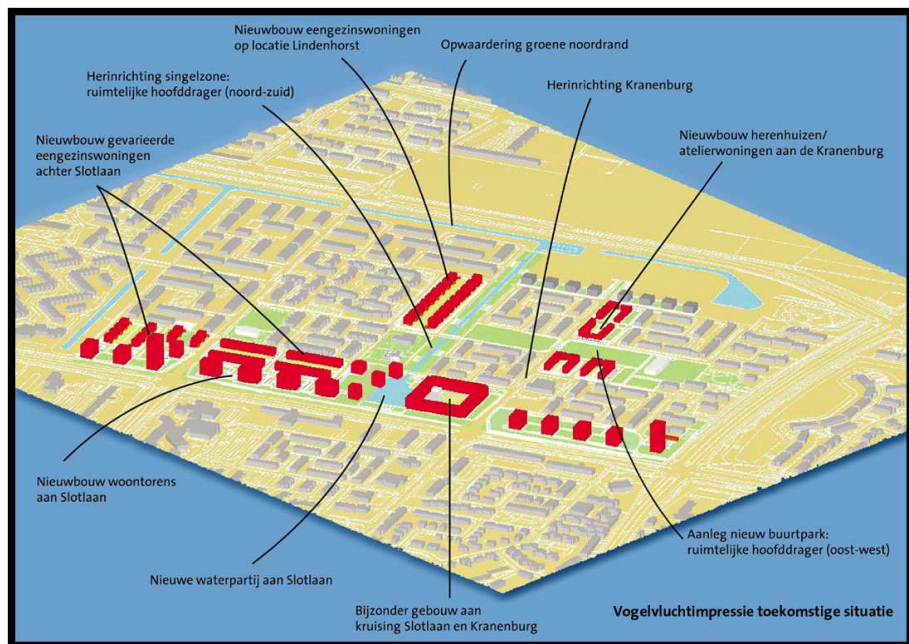 Nieuwbouw eengezinswoningen
op locatie Lindenhorst
Opwaardering groene noordrand
Herinrichting singelzone:
ruimtelijke hoofddrager (noord-zuid)
Herinrichting Kranenburg
Nieuwbouw gevarieerde
eengezinswoningen
achter Slotlaan
Nieuwbouw herenhuizen/
atelierwoningen aan de Kranenburg
Nieuwbouw woontorens
aan Slotlaan
Aanleg nieuw buurtpark:
ruimtelijke hoofddrager (oost-west)
Nieuwe waterpartij aan Slotlaan
Bijzonder gebouw aan
kruising Slotlaan en Kranenburg
Vogelvluchtimpressie toekomstige situatie